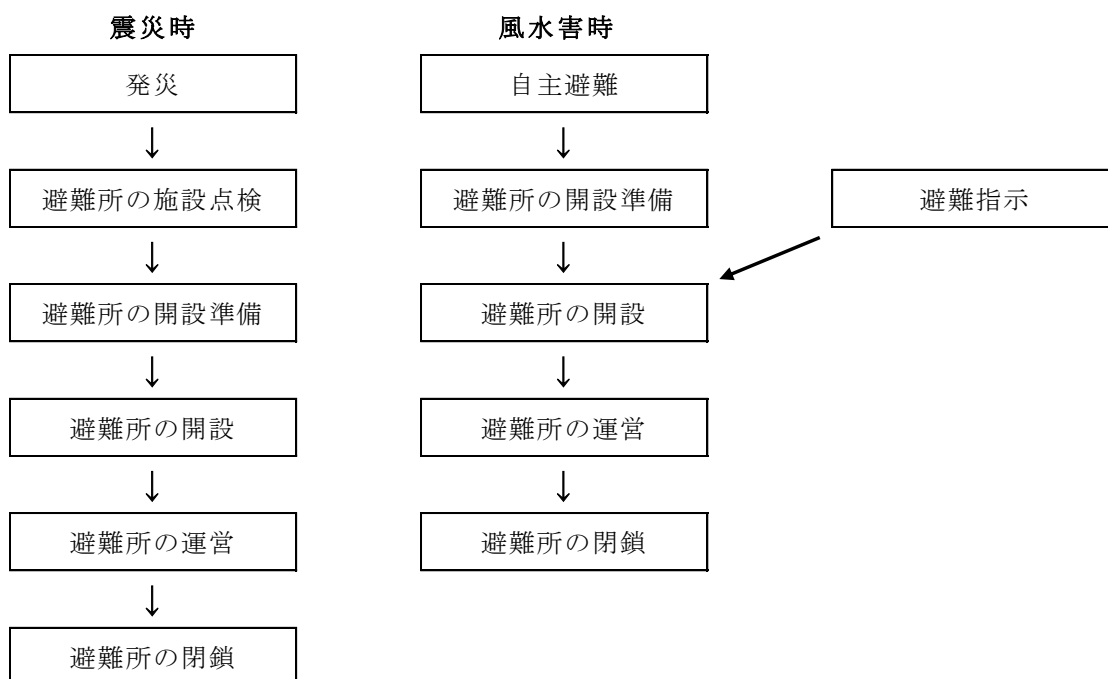 震災時
発災
↓
避難所の施設点検
↓
避難所の開設準備
↓
避難所の開設
↓
避難所の運営
↓
避難所の閉鎖
風水害時
自主避難
↓
避難所の開設準備
↓
避難所の開設
↓
避難所の運営
↓
避難所の閉鎖
避難指示